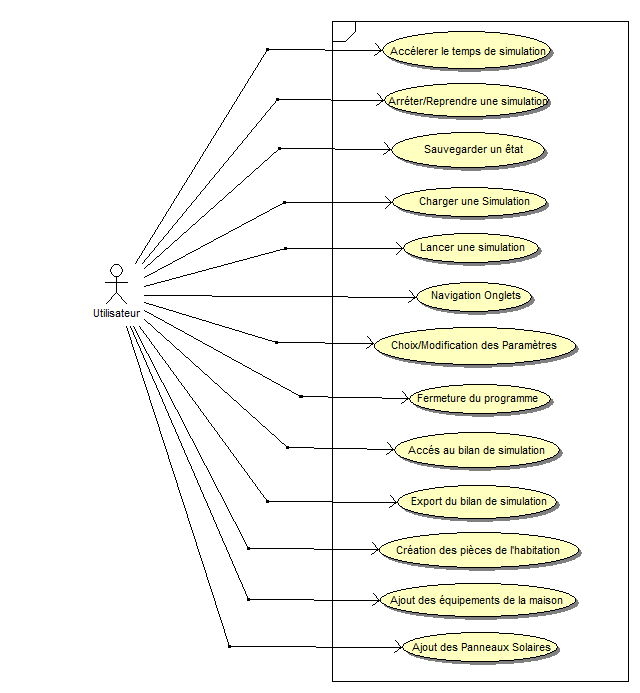 Accélerer le temps de simulation
Arrêter/Reprendre une simulation
Sauvegarder un êtat
Charger une Simulation
Lancer une simulation
Navigation Onglets
Utilisateur
Choix/Modification des Paramètres
Fermeture du programme
Accés au bilan de simulation
Export du bilan de simulation
Création des pièces de l'habitation
Ajout des équipements de la maison
Ajout des Panneaux Solaires